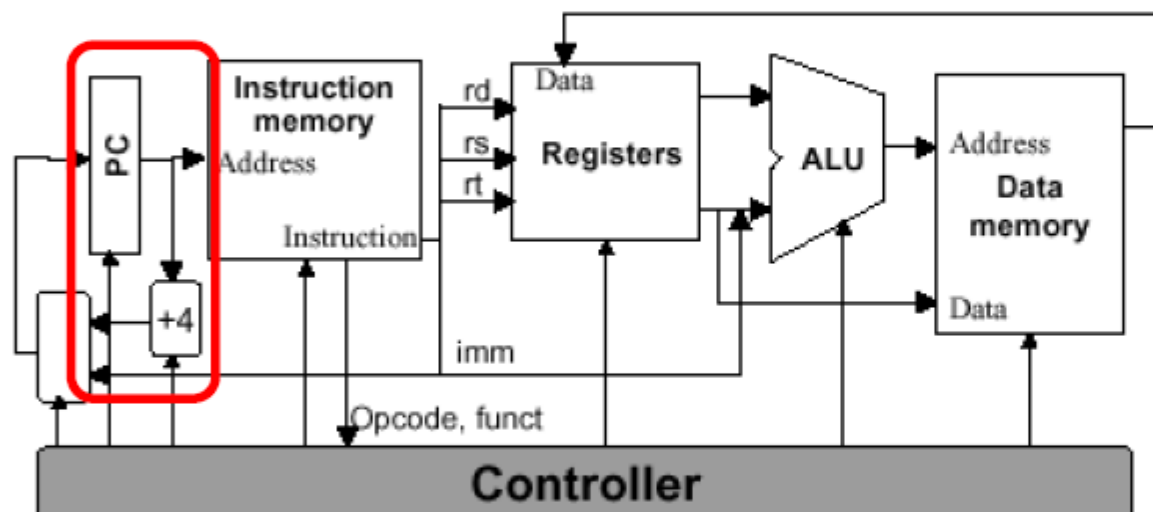 PC
+4
Instruction
memory
Address
Instruction
rd
rs
rt
imm
Opcode, funct
Data
Registers
ALU
Address
Data
memory
Data
Controller